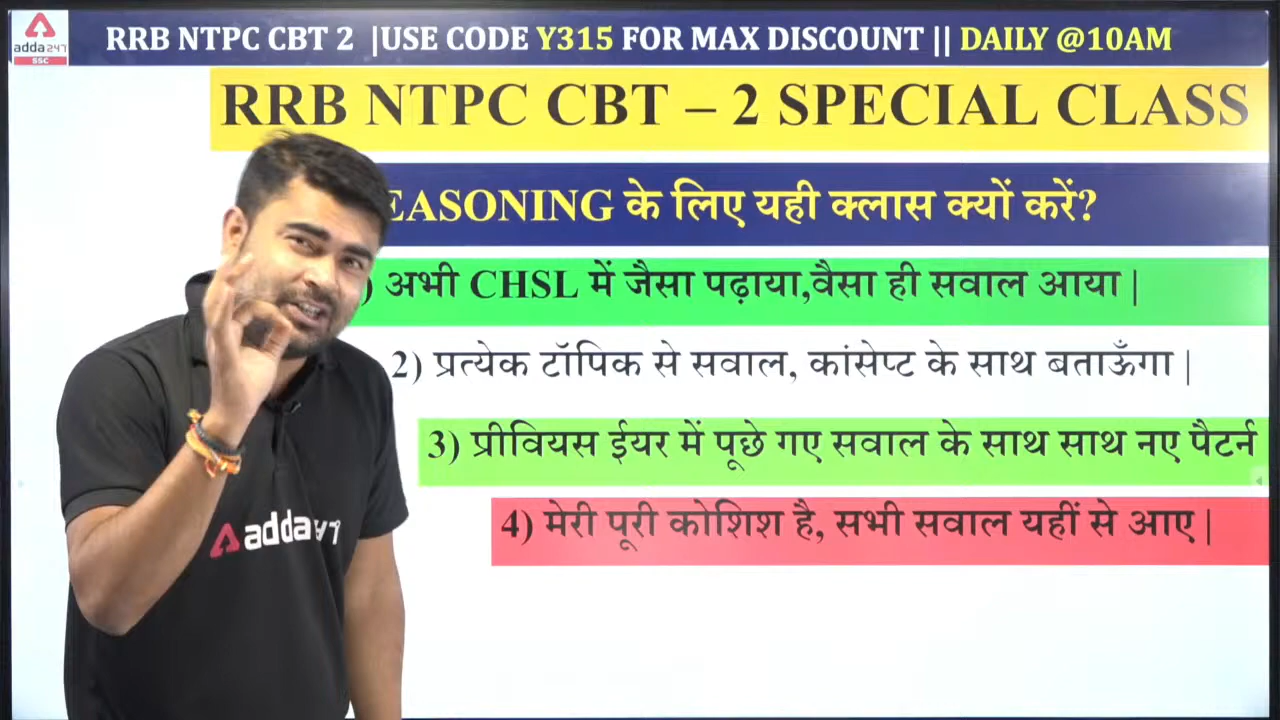 adda247
SSC
RRB NTPC CBT 2 |USE CODE Y315 FOR MAX DISCOUNT || DAILY @10AM
RRB NTPC CBT – 2 SPECIAL CLASS
EASONING के लिए यही क्लास क्यों करें?
) अभी CHSL में जैसा पढ़ाया,वैसा ही सवाल आया |
2) प्रत्येक टॉपिक से सवाल, कांसेप्ट के साथ बताऊँगा |
3) प्रीवियस ईयर में पूछे गए सवाल के साथ साथ नए पैटर्न
4) मेरी पूरी कोशिश है, सभी सवाल यहीं से आए |
adda247